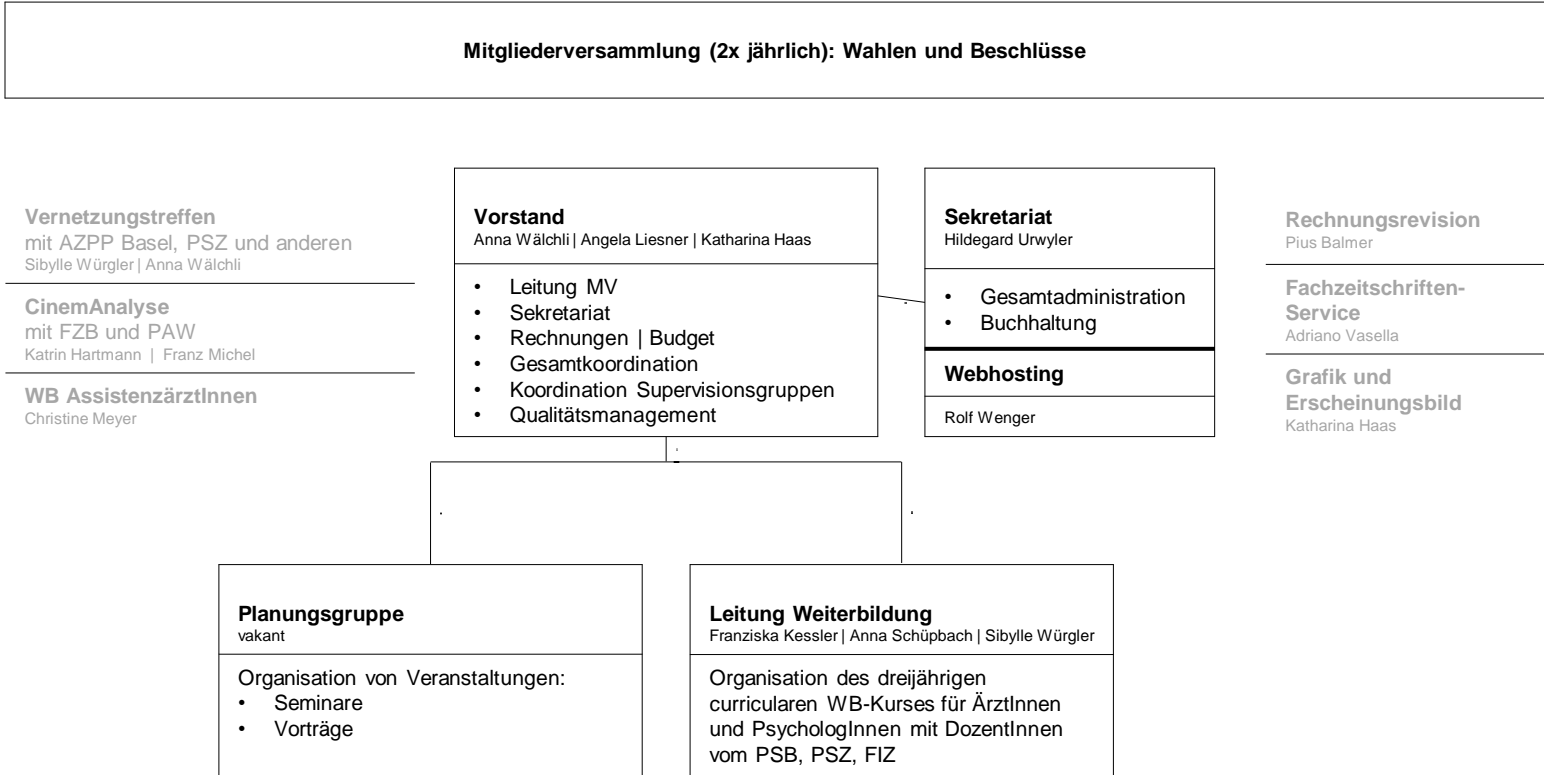 Mitgliederversammlung (2x jährlich): Wahlen und Beschlüsse
Vernetzungstreffen
mit AZPP Basel, PSZ und anderen
Sibylle Würgler | Anna Wälchli
CinemAnalyse
mit FZB und PAW
Katrin Hartmann | Franz Michel
WB AssistenzärztInnen
Christine Meyer
Vorstand
Anna Wälchli | Angela Liesner | Katharina Haas
• Leitung MV
• Sekretariat
• Rechnungen | Budget
• Gesamtkoordination
• Koordination Supervisionsgruppen
• Qualitätsmanagement
Sekretariat
Hildegard Urwyler
• Gesamtadministration
• Buchhaltung
Webhosting
Rolf Wenger
Rechnungsrevision
Pius Balmer
Fachzeitschriften-
Service
Adriano Vasella
Grafik und
Erscheinungsbild
Katharina Haas
Planungsgruppe
vakant
Organisation von Veranstaltungen:
• Seminare
• Vorträge
Leitung Weiterbildung
Franziska Kessler | Anna Schüpbach | Sibylle Würgler
Organisation des dreijährigen
curricularen WB-Kurses für ÄrztInnen
und PsychologInnen mit DozentInnen
vom PSB, PSZ, FIZ